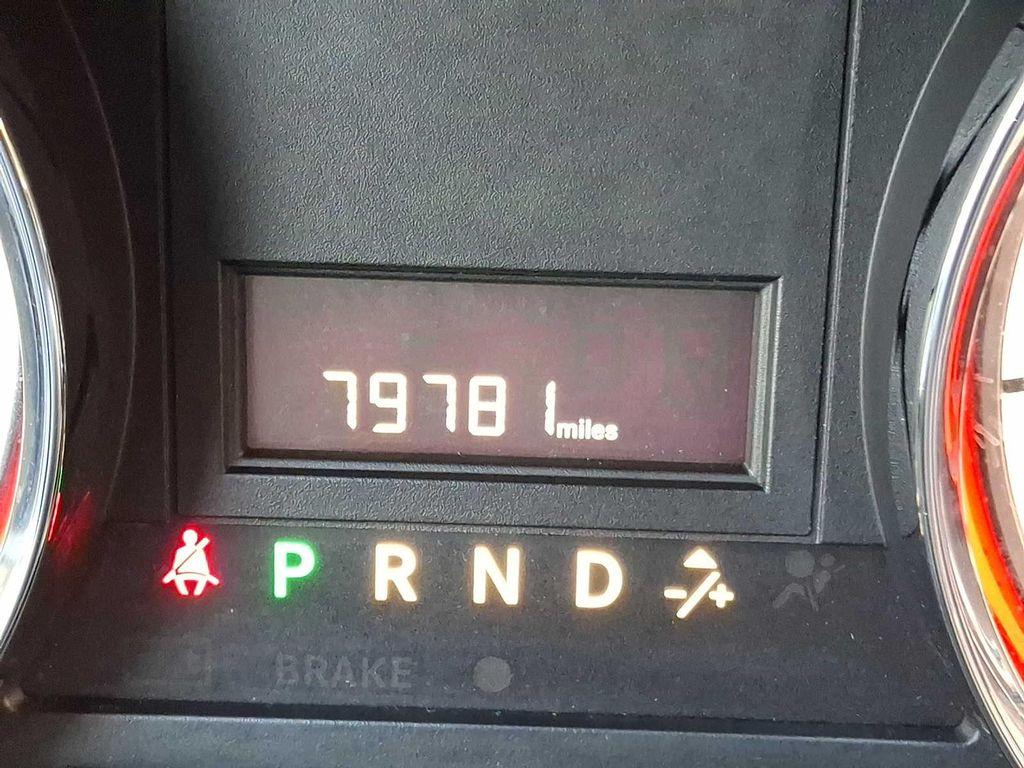 79781 miles
P R N D -/+
BRAKE